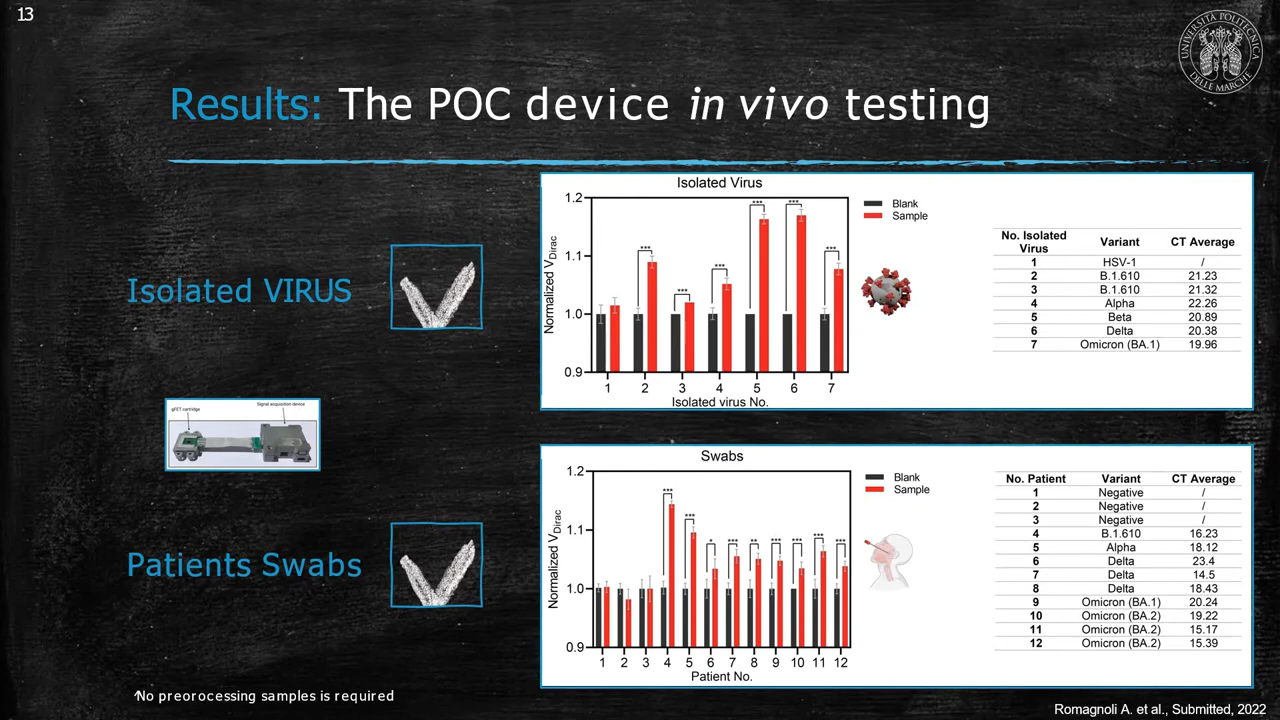 13
UNIVERSITÀ POLITECNICA
DELLE MARCHE
Results: The POC device in vivo testing
Isolated VIRUS
gFET cartridge
Signal acquisition device
Patients Swabs
No preorocessing samples is required
Isolated Virus
1.2
1.1
1.0
0.9
Normalized VDirac
*** *** *** *** *** ***
1 2 3 4 5 6 7
Isolated virus No.
Blank
Sample
No. Isolated Virus Variant CT Average
1 HSV-1 /
2 B.1.610 21.23
3 B.1.610 21.32
4 Alpha 22.26
5 Beta 20.89
6 Delta 20.38
7 Omicron (BA.1) 19.96
Swabs
1.2
1.1
1.0
0.9
Normalized VDirac
*** *** * *** ** *** *** *** ***
1 2 3 4 5 6 7 8 9 10 11 12
Patient No.
Blank
Sample
No. Patient Variant CT Average
1 Negative /
2 Negative /
3 Negative /
4 B.1.610 16.23
5 Alpha 18.12
6 Delta 23.4
7 Delta 14.5
8 Delta 18.43
9 Omicron (BA.1) 20.24
10 Omicron (BA.2) 19.22
11 Omicron (BA.2) 15.17
12 Omicron (BA.2) 15.39
Romagnoli A. et al., Submitted, 2022